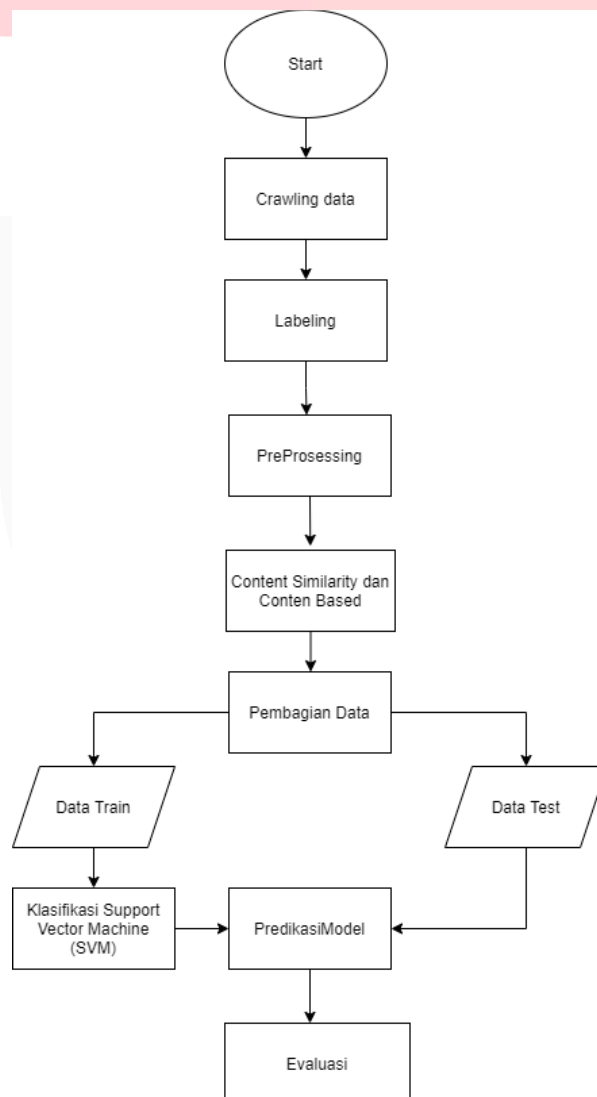 Start
Crawling data
Labeling
PreProsessing
Content Similarity dan
Conten Based
Pembagian Data
Data Train
Data Test
Klasifikasi Support
Vector Machine
(SVM)
PredikasiModel
Evaluasi